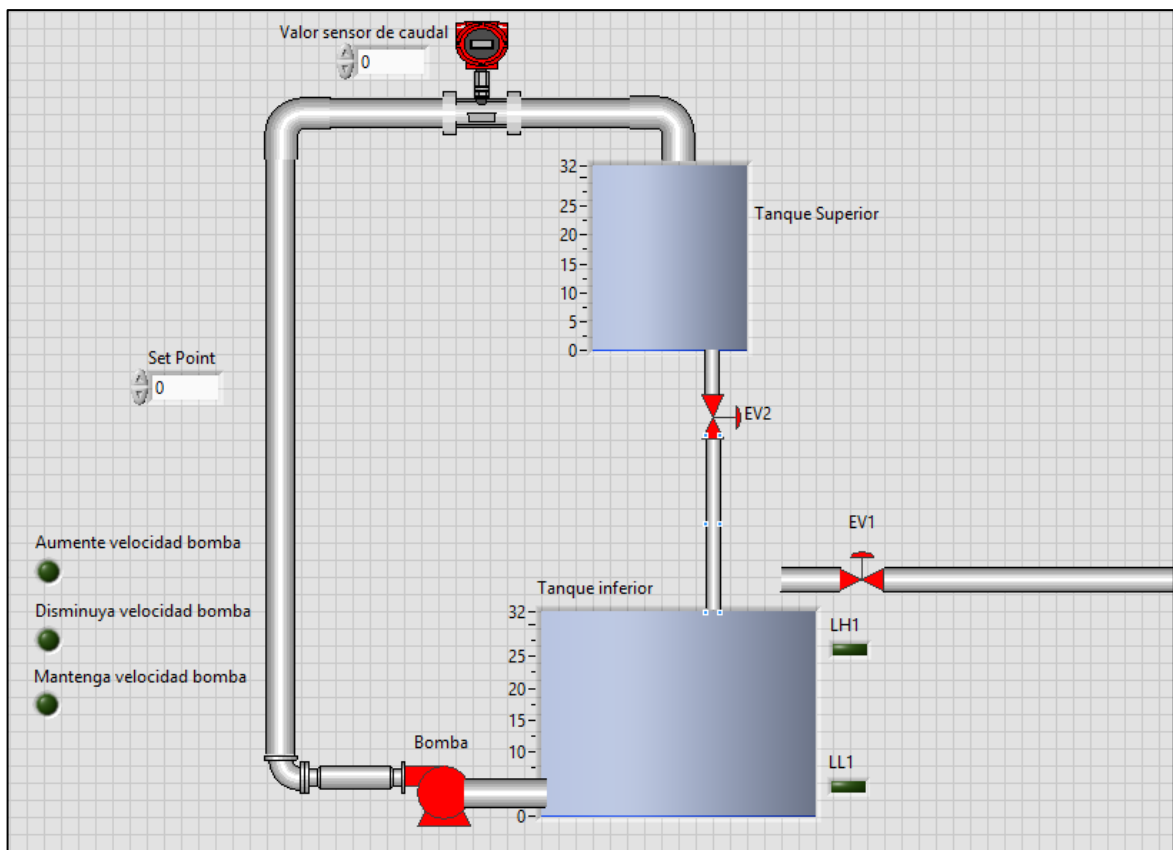 Valor sensor de caudal
0
32
25
20
15
10
5
0
Tanque Superior
Set Point
0
EV2
EV1
Aumente velocidad bomba
Disminuya velocidad bomba
Mantenga velocidad bomba
Tanque inferior
32
25
20
15
10
0
LH1
LL1
Bomba